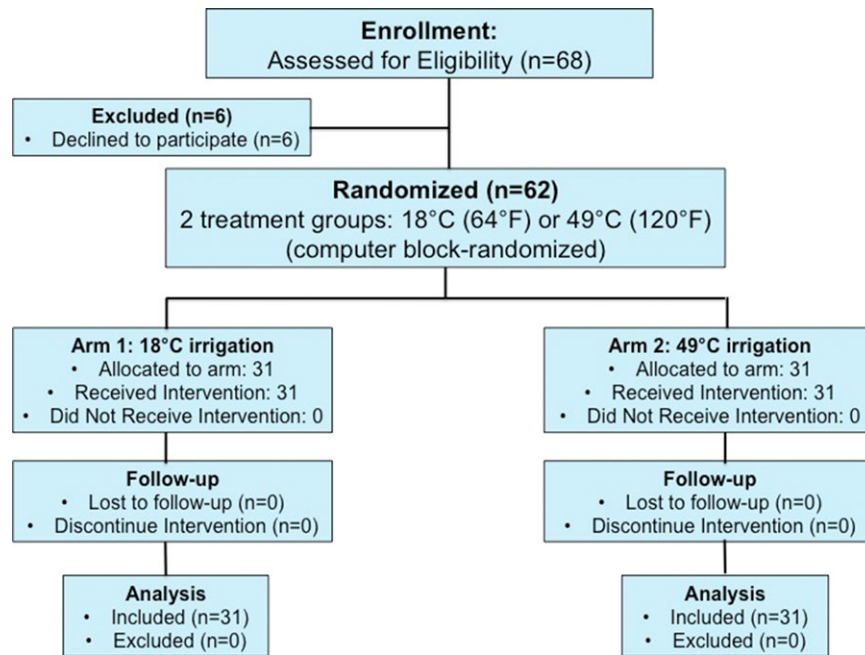 Enrollment:
Assessed for Eligibility (n=68)
Excluded (n=6)
• Declined to participate (n=6)
Randomized (n=62)
2 treatment groups: 18°C (64°F) or 49°C (120°F)
(computer block-randomized)
Arm 1: 18°C irrigation
• Allocated to arm: 31
• Received Intervention: 31
• Did Not Receive Intervention: 0
Arm 2: 49°C irrigation
• Allocated to arm: 31
• Received Intervention: 31
• Did Not Receive Intervention: 0
Follow-up
• Lost to follow-up (n=0)
• Discontinue Intervention (n=0)
Follow-up
• Lost to follow-up (n=0)
• Discontinue Intervention (n=0)
Analysis
• Included (n=31)
• Excluded (n=0)
Analysis
• Included (n=31)
• Excluded (n=0)